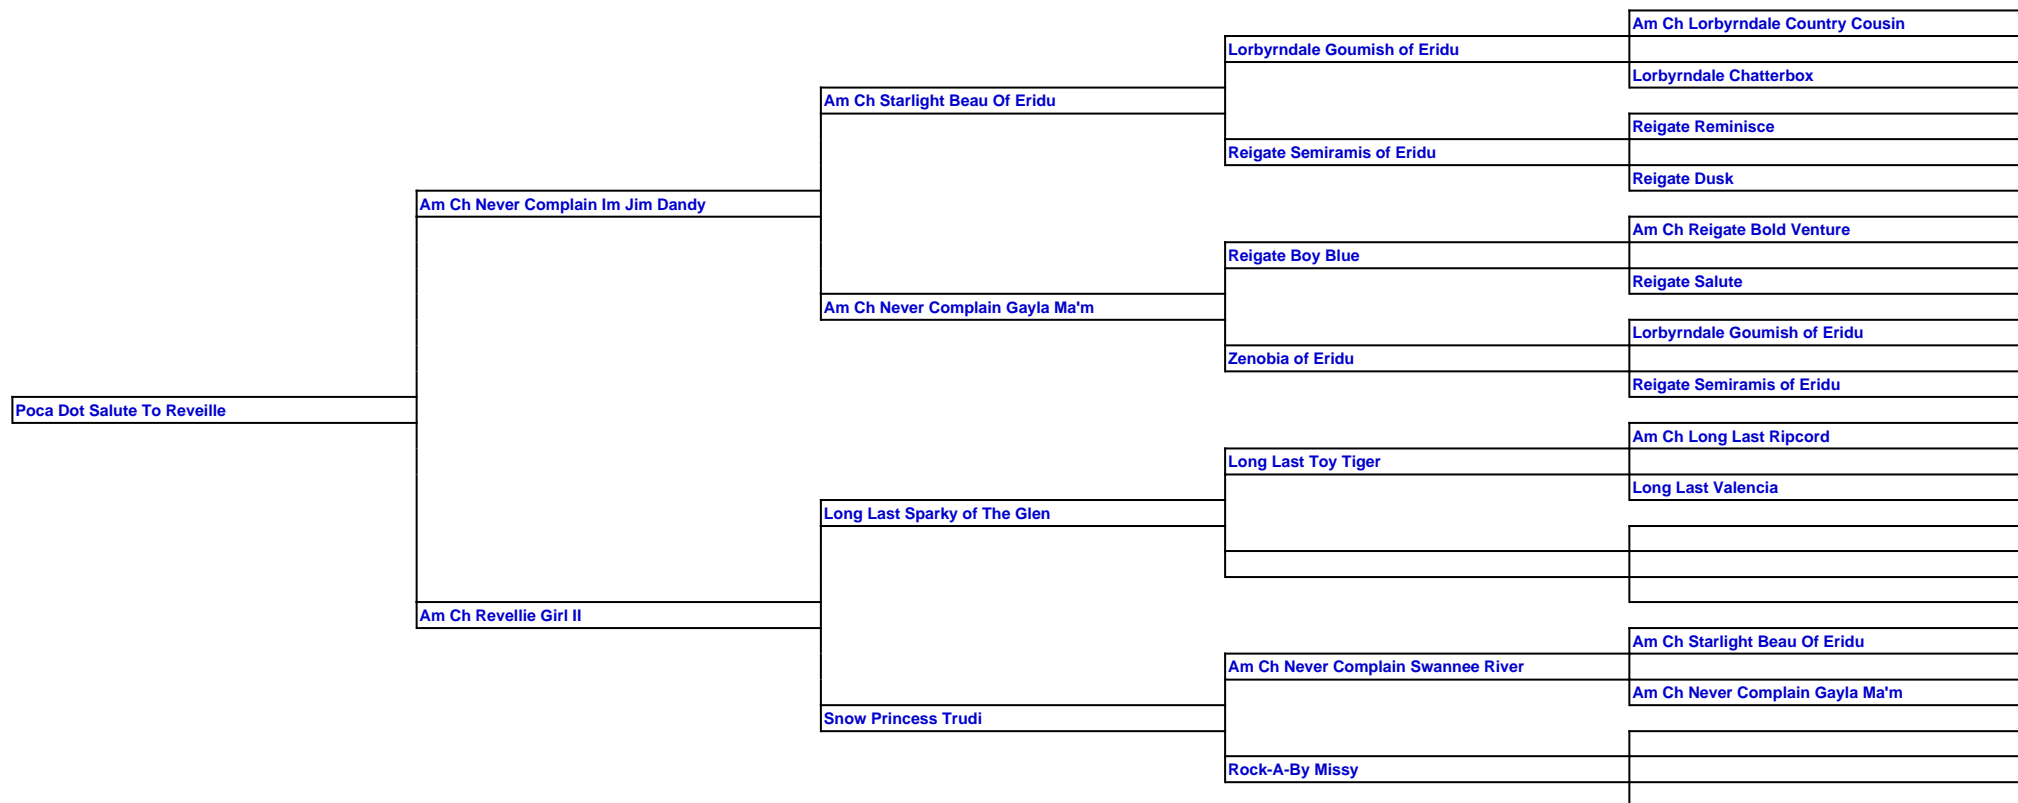 Am Ch Lorbyrndale Country Cousin
Lorbyrndale Goumish of Eridu
Lorbyrndale Chatterbox
Am Ch Starlight Beau Of Eridu
Reigate Reminisce
Reigate Semiramis of Eridu
Reigate Dusk
Am Ch Never Complain Im Jim Dandy
Am Ch Reigate Bold Venture
Reigate Boy Blue
Reigate Salute
Am Ch Never Complain Gayla Ma'm
Lorbyrndale Goumish of Eridu
Zenobia of Eridu
Reigate Semiramis of Eridu
Poca Dot Salute To Reveille
Am Ch Long Last Ripcord
Long Last Toy Tiger
Long Last Valencia
Long Last Sparky of The Glen
Am Ch Revellie Girl II
Am Ch Starlight Beau Of Eridu
Am Ch Never Complain Swannee River
Am Ch Never Complain Gayla Ma'm
Snow Princess Trudi
Rock-A-By Missy